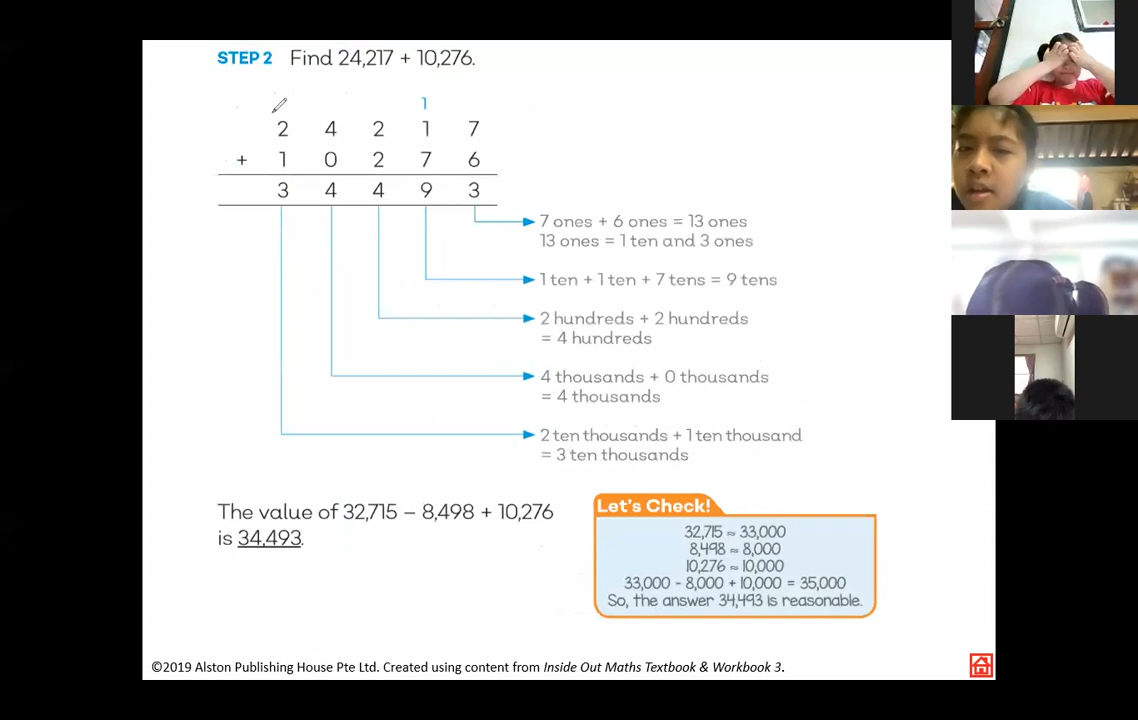 STEP 2 Find 24,217 + 10,276.
1
2 4 2 1 7
+ 1 0 2 7 6
3 4 4 9 3
7 ones + 6 ones = 13 ones
13 ones = 1 ten and 3 ones
1 ten + 1 ten + 7 tens = 9 tens
2 hundreds + 2 hundreds
= 4 hundreds
4 thousands + 0 thousands
= 4 thousands
2 ten thousands + 1 ten thousand
= 3 ten thousands
The value of 32,715 – 8,498 + 10,276
is 34,493.
Let's Check!
32,715 ≈ 33,000
8,498 ≈ 8,000
10,276 ≈ 10,000
33,000 - 8,000 + 10,000 = 35,000
So, the answer 34,493 is reasonable.
©2019 Alston Publishing House Pte Ltd. Created using content from Inside Out Maths Textbook & Workbook 3.